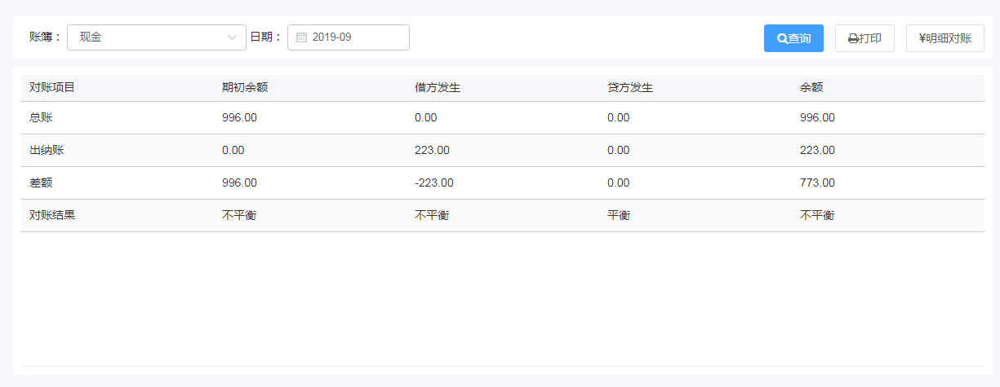 账簿： 现金 日期： 2019-09 查询 打印 ¥明细对账
对账项目 期初余额 借方发生 贷方发生 余额
总账 996.00 0.00 0.00 996.00
出纳账 0.00 223.00 0.00 223.00
差额 996.00 -223.00 0.00 773.00
对账结果 不平衡 不平衡 平衡 不平衡